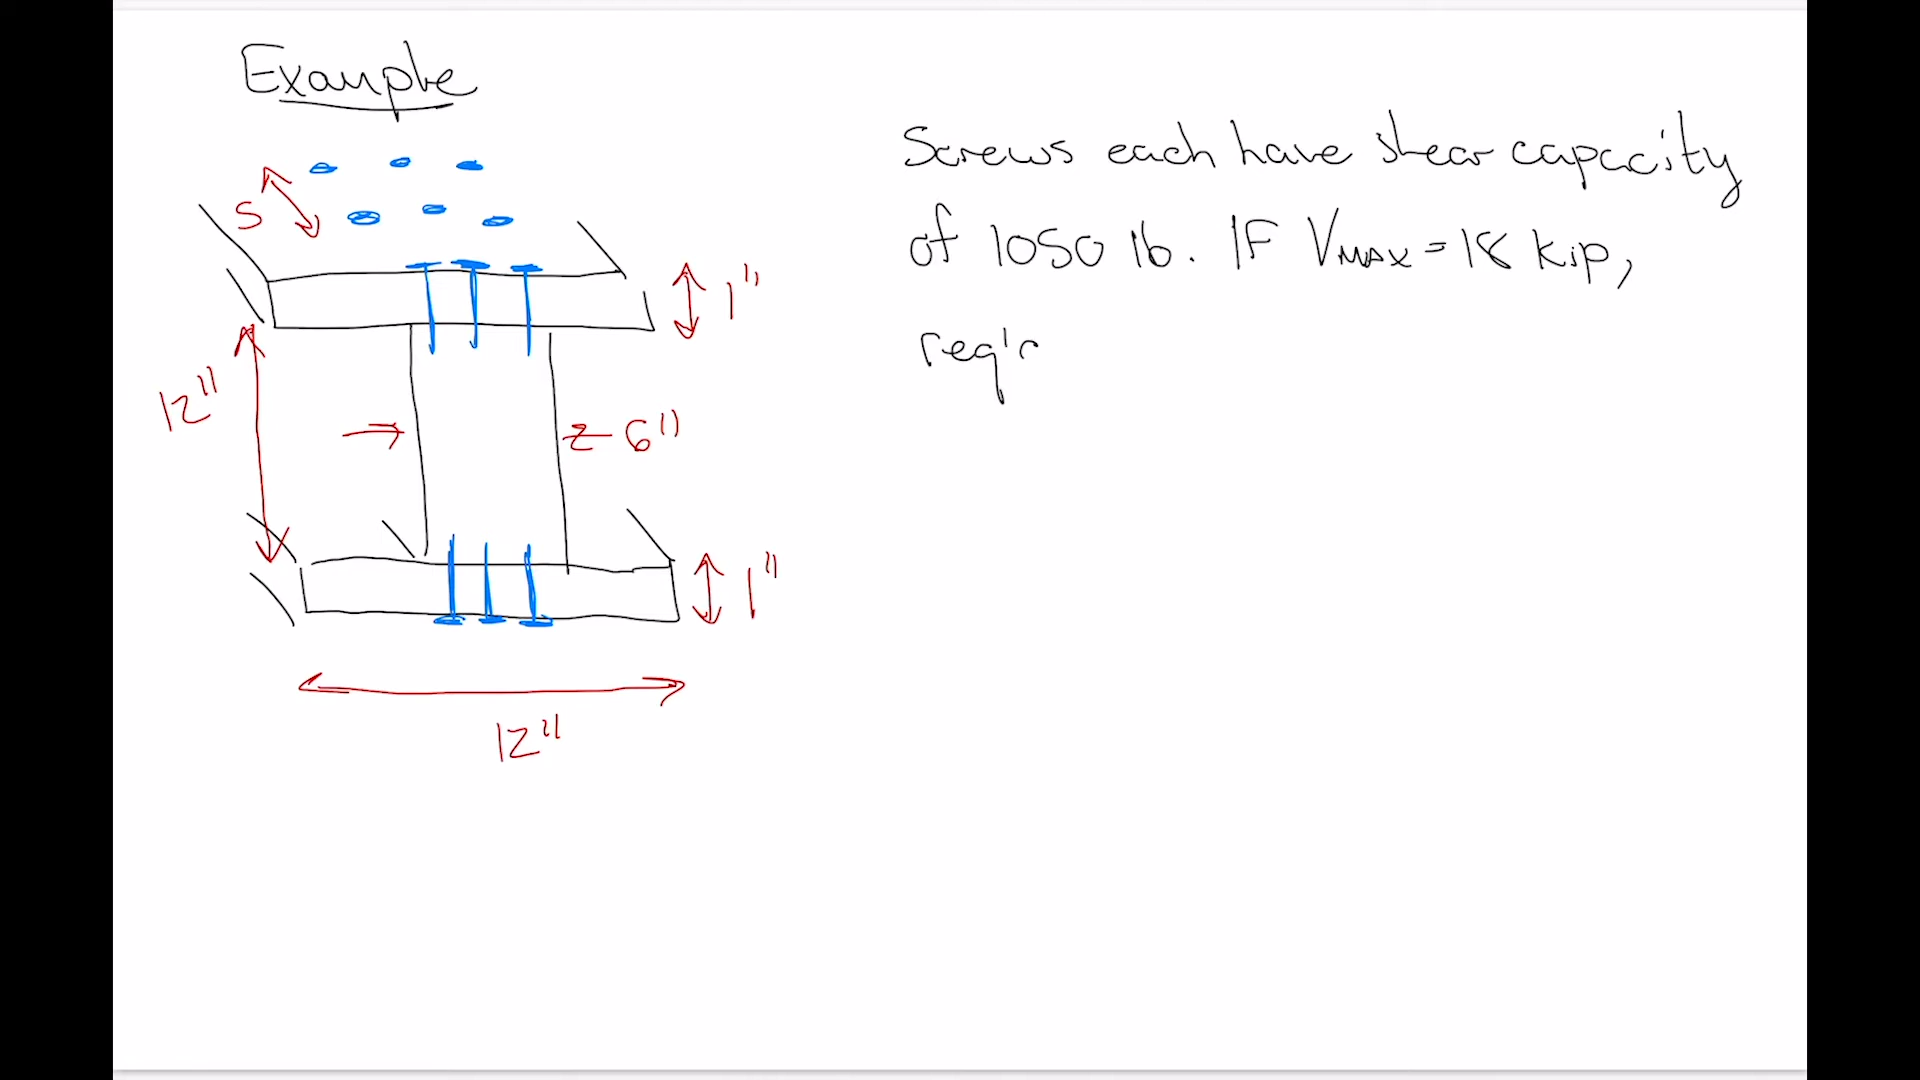 Example
Screws each have shear capacity
of 1050 lb. IF VMAX = 18 kip,
req'r
S
1"
12"
6"
1"
12"